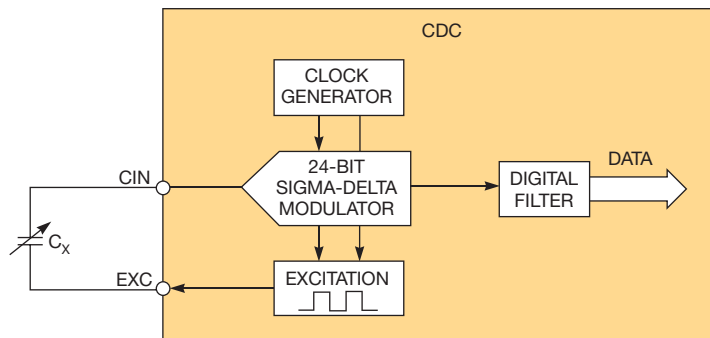 CDC
CLOCK
GENERATOR
CIN
24-BIT
SIGMA-DELTA
MODULATOR
DIGITAL
FILTER
DATA
CX
EXC
EXCITATION